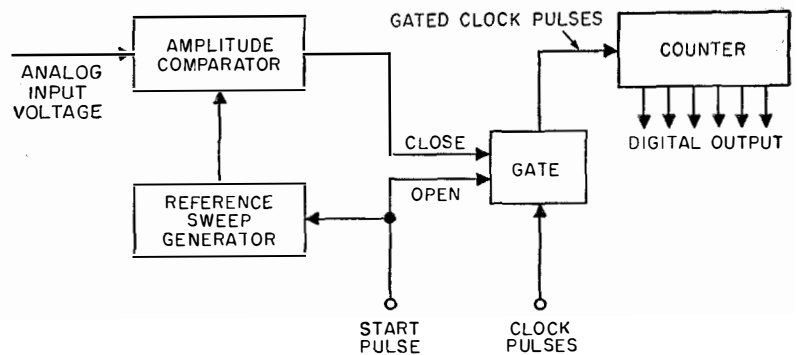 GATED CLOCK PULSES
AMPLITUDE
COMPARATOR
COUNTER
ANALOG
INPUT
VOLTAGE
CLOSE
DIGITAL OUTPUT
GATE
OPEN
REFERENCE
SWEEP
GENERATOR
START
PULSE
CLOCK
PULSES